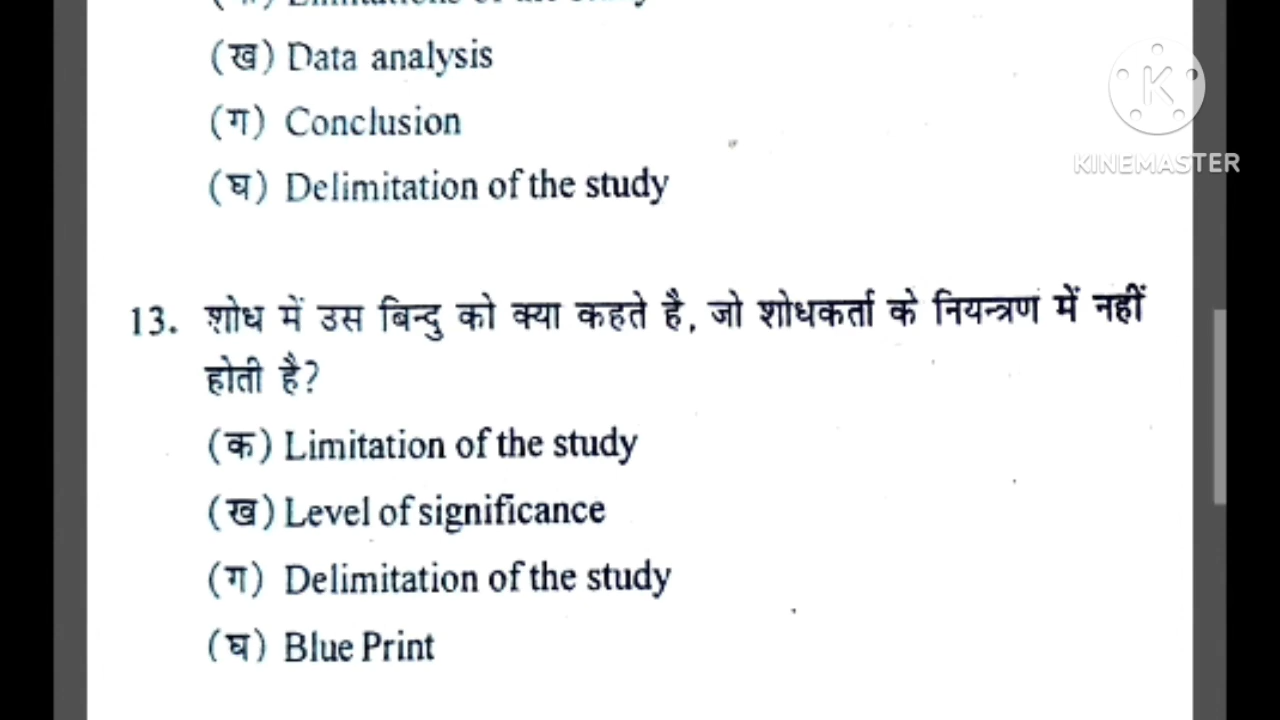 (ख) Data analysis
(ग) Conclusion
(घ) Delimitation of the study
K
KINEMASTER
13. शोध में उस बिन्दु को क्या कहते है, जो शोधकर्ता के नियन्त्रण में नहीं
होती है?
(क) Limitation of the study
(ख) Level of significance
(ग) Delimitation of the study
(घ) Blue Print